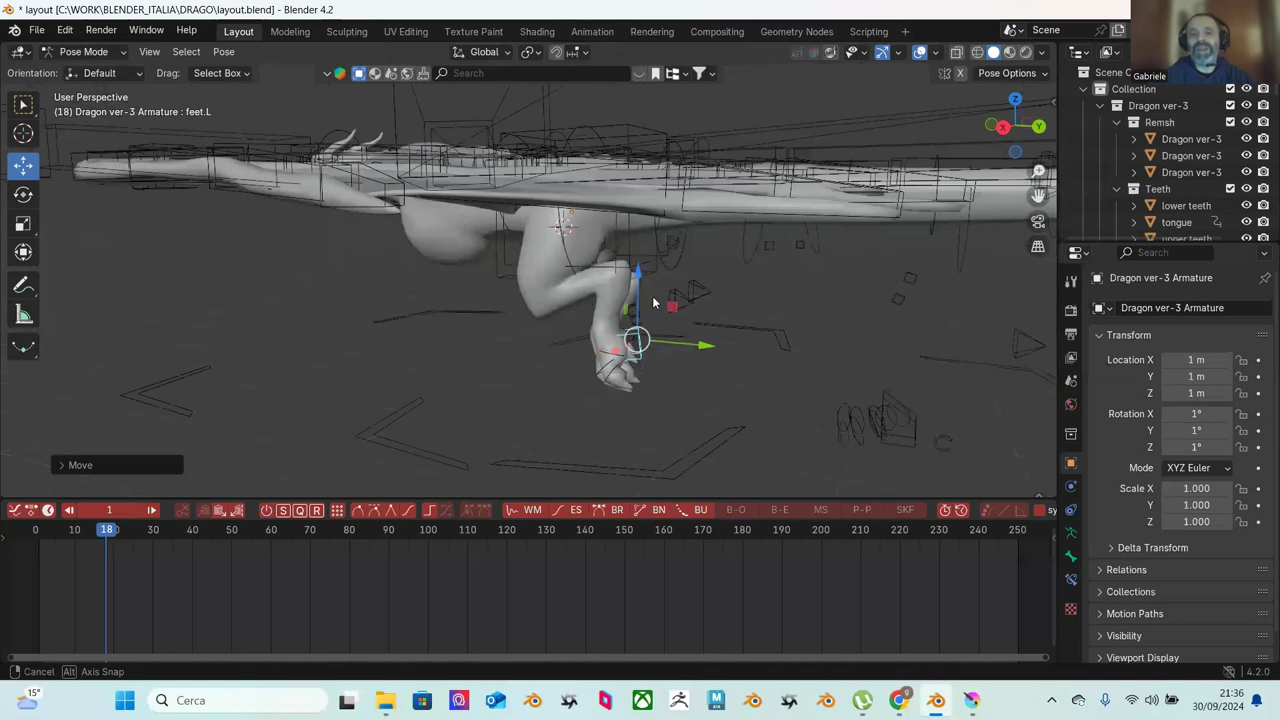 * layout [C:\WORK\BLENDER_ITALIA\DRAGO\layout.blend] - Blender 4.2
File Edit Render Window Help Layout Modeling Sculpting UV Editing Texture Paint Shading Animation Rendering Compositing Geometry Nodes Scripting Scene
Pose Mode View Select Pose Global
Orientation: Default Drag: Select Box Search X Pose Options
Gabriele
Scene C
Collection
Dragon ver-3
Remsh
Dragon ver-3
Dragon ver-3
Dragon ver-3
Teeth
lower teeth
tongue
upper teeth
User Perspective
(18) Dragon ver-3 Armature : feet.L
Z
X
Y
Search
Dragon ver-3 Armature
Dragon ver-3 Armature
Transform
Location X 1 m
Y 1 m
Z 1 m
Rotation X 1°
Y 1°
Z 1°
Mode XYZ Euler
Scale X 1.000
Y 1.000
Z 1.000
Delta Transform
Relations
Collections
Motion Paths
Visibility
Viewport Display
Move
1 S Q R WM ES BR BN BU B-O B-E MS P-P SKF sy
0 10 18 30 40 50 60 70 80 90 100 110 120 130 140 150 160 170 180 190 200 210 220 230 240 250
Cancel Alt Axis Snap 4.2.0
15° Cerca 21:36
30/09/2024